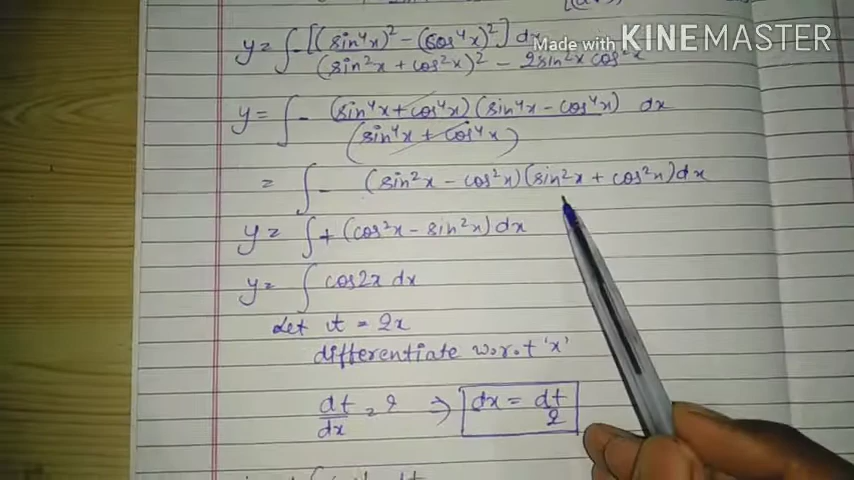 y = ∫ - [(sin⁴x)² - (cos⁴x)²] dx
Made with KINEMASTER
(sin²x + cos²x)² - 2sin²x cos²x
y = ∫ - (sin⁴x + cos⁴x) (sin⁴x - cos⁴x) dx
(sin⁴x + cos⁴x)
= ∫ - (sin²x - cos²x) (sin²x + cos²x) dx
y = ∫ + (cos²x - sin²x) dx
y = ∫ cos2x dx
Let t = 2x
differentiate w.r.t 'x'
dt/dx = 2 ⇒ dx = dt/2